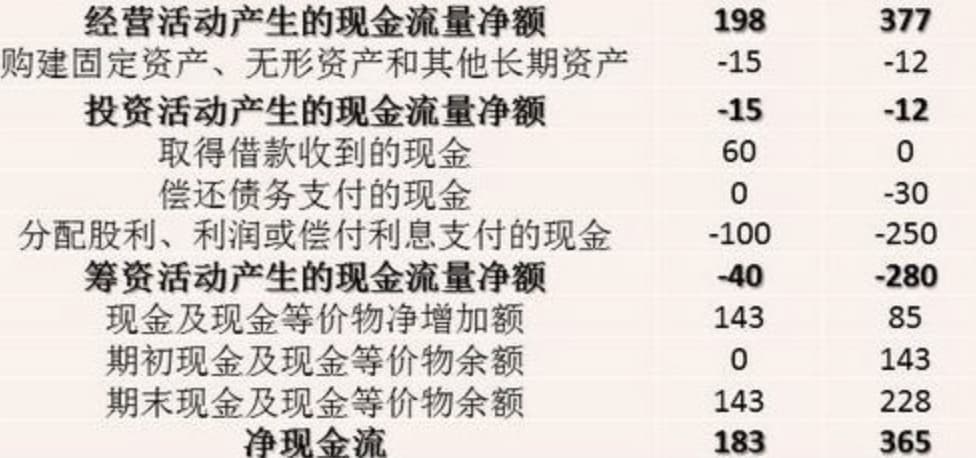 经营活动产生的现金流量净额 198 377
购建固定资产、无形资产和其他长期资产 -15 -12
投资活动产生的现金流量净额 -15 -12
取得借款收到的现金 60 0
偿还债务支付的现金 0 -30
分配股利、利润或偿付利息支付的现金 -100 -250
筹资活动产生的现金流量净额 -40 -280
现金及现金等价物净增加额 143 85
期初现金及现金等价物余额 0 143
期末现金及现金等价物余额 143 228
净现金流 183 365